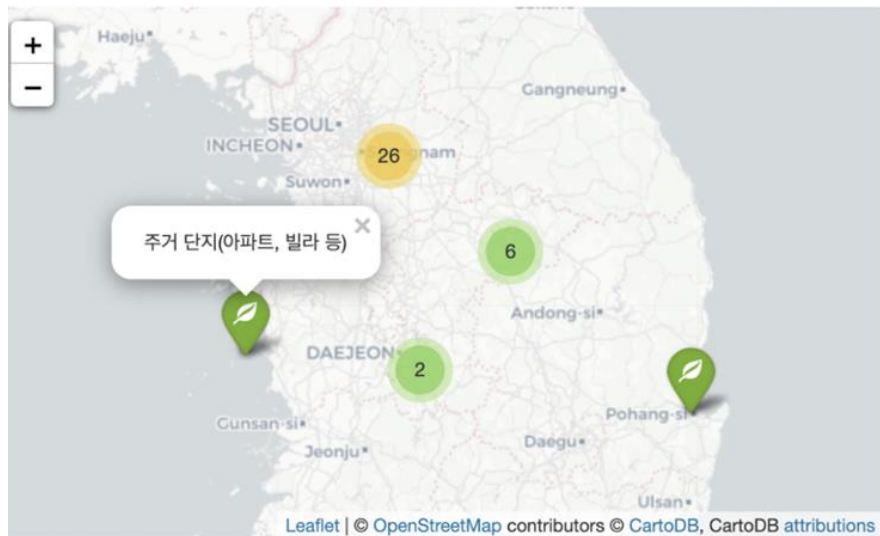 +
−
Haeju
Gangneung
SEOUL
INCHEON
26
nam
Suwon
주거 단지(아파트, 빌라 등)
×
6
Andong-si
DAEJEON
2
Gunsan-si
Pohang-si
Jeonju
Daegu
Ulsan
Leaflet | © OpenStreetMap contributors © CartoDB, CartoDB attributions